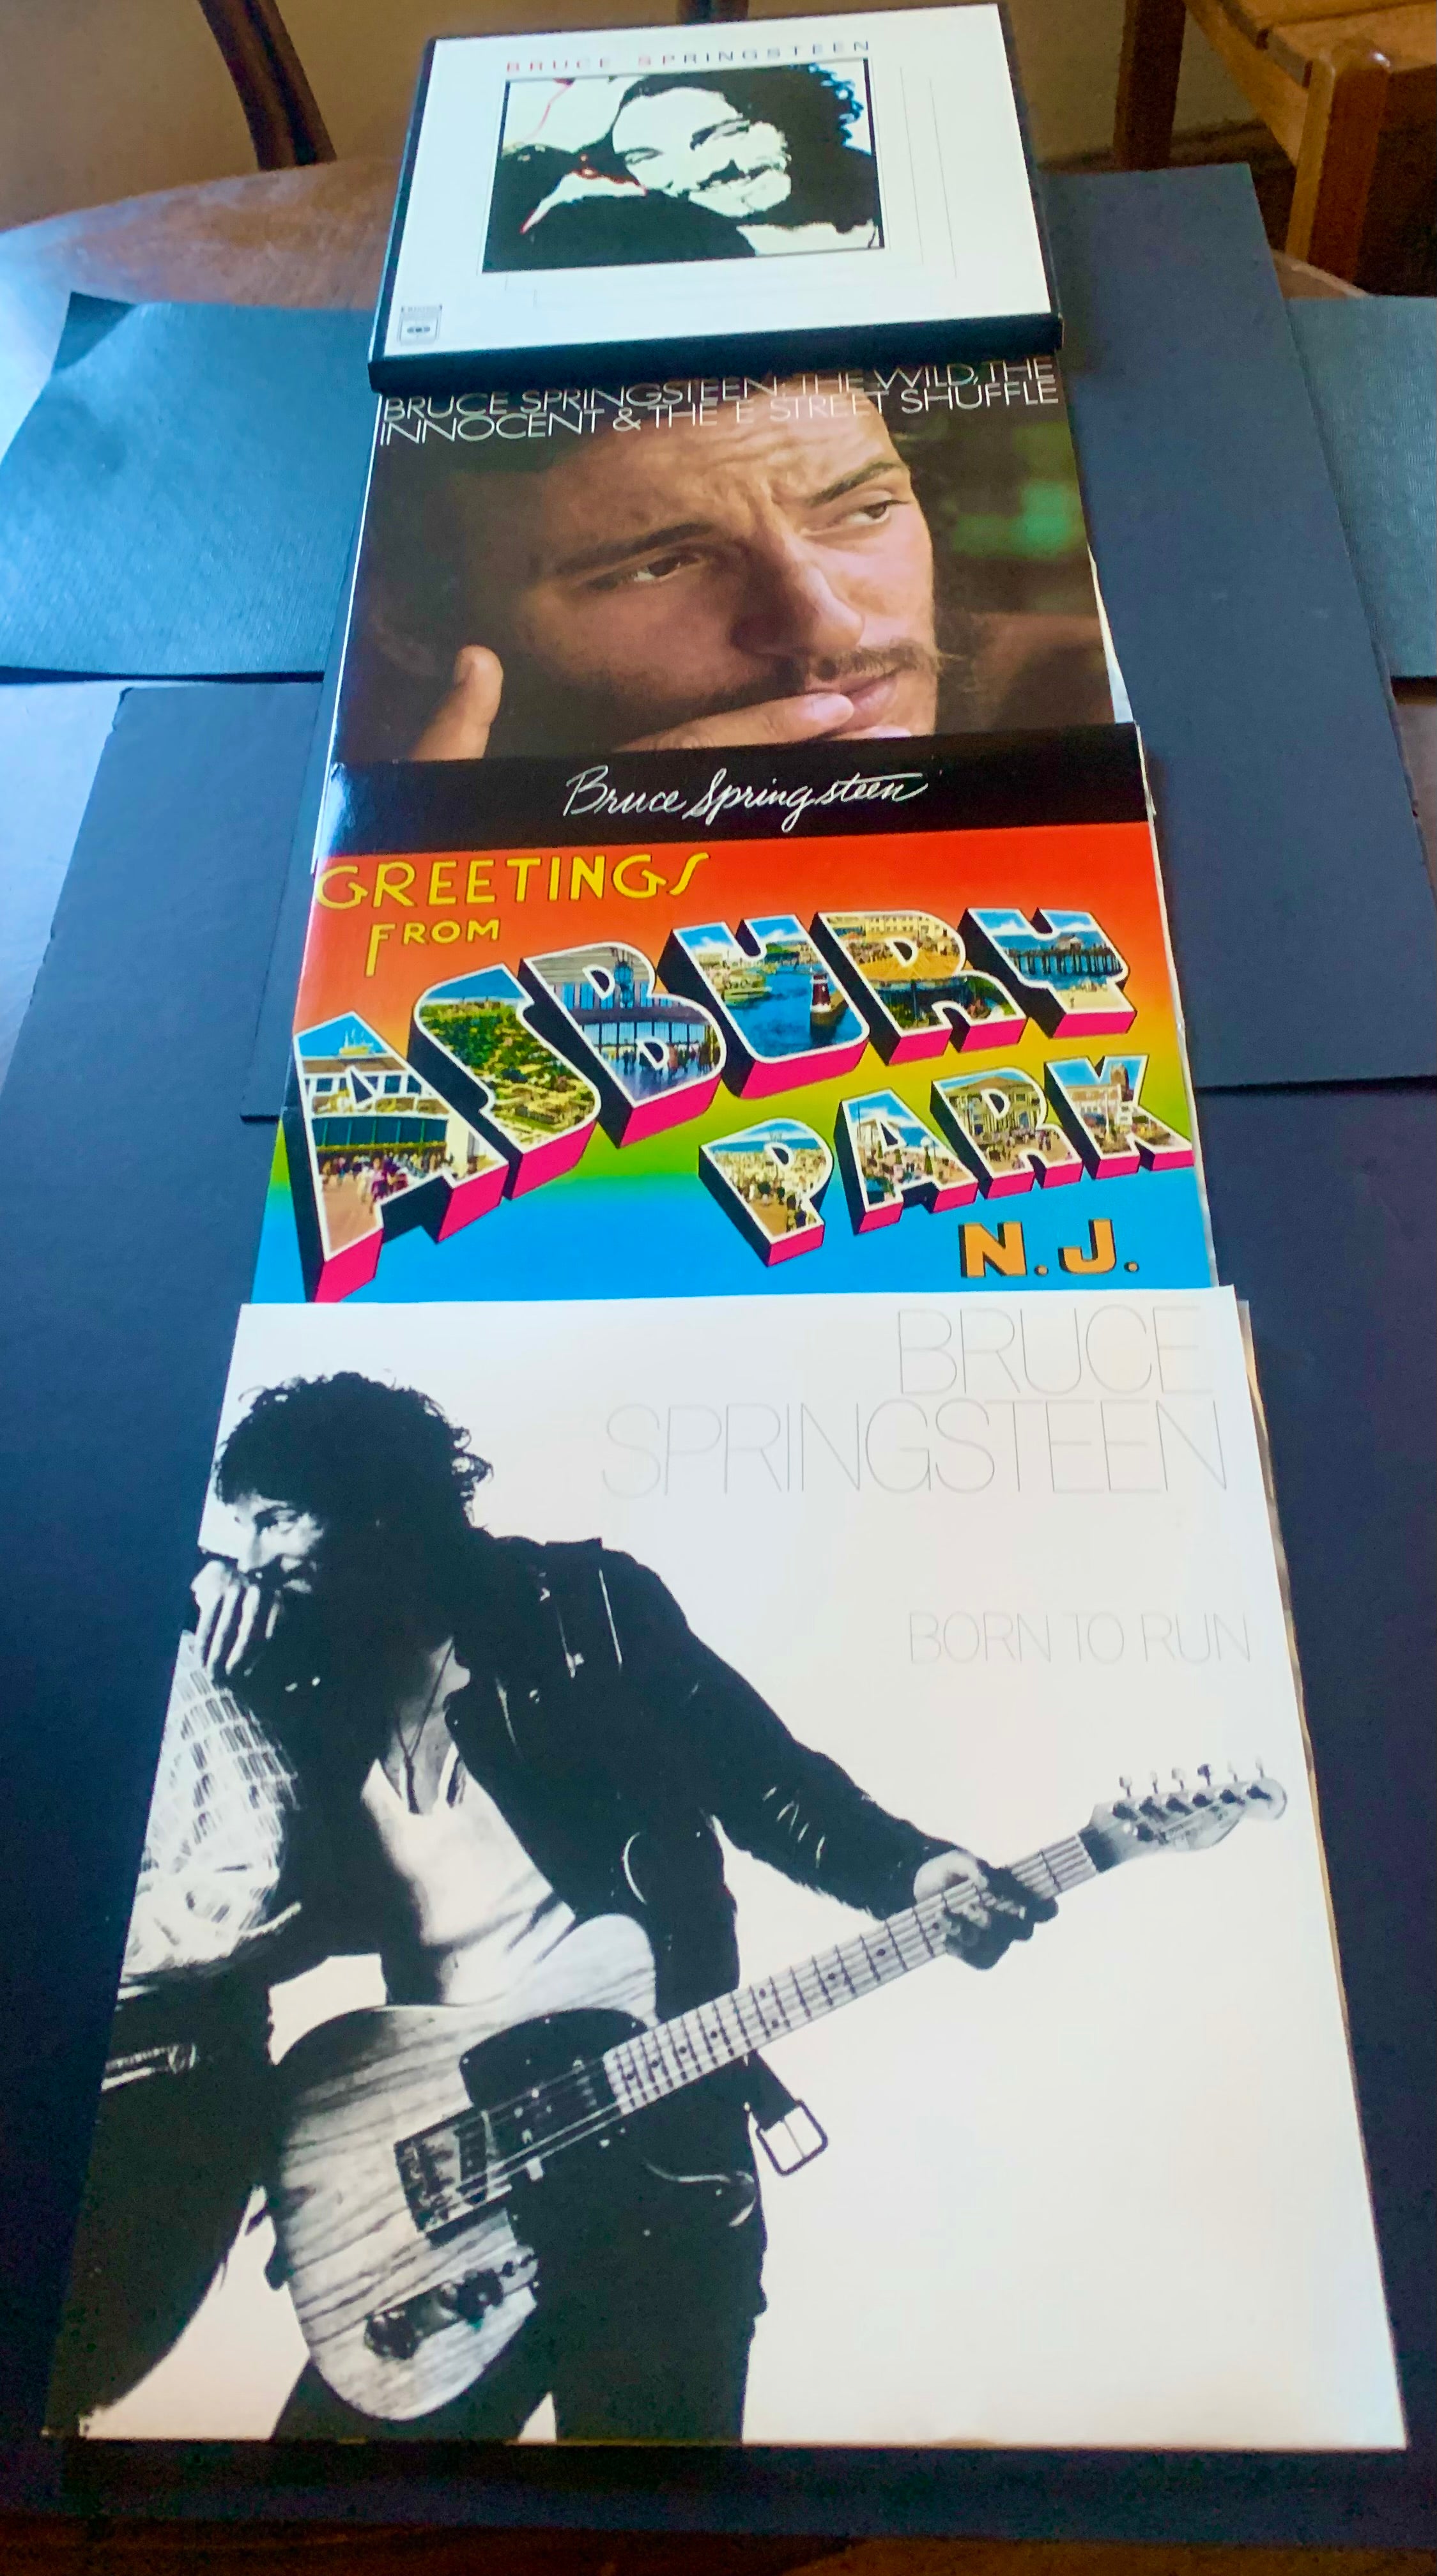 BRUCE SPRINGSTEEN
BRUCE SPRINGSTEEN: THE WILD, THE
INNOCENT & THE E STREET SHUFFLE
Bruce Springsteen
GREETINGS
FROM
ASBURY
PARK
N.J.
BRUCE
SPRINGSTEEN
BORN TO RUN